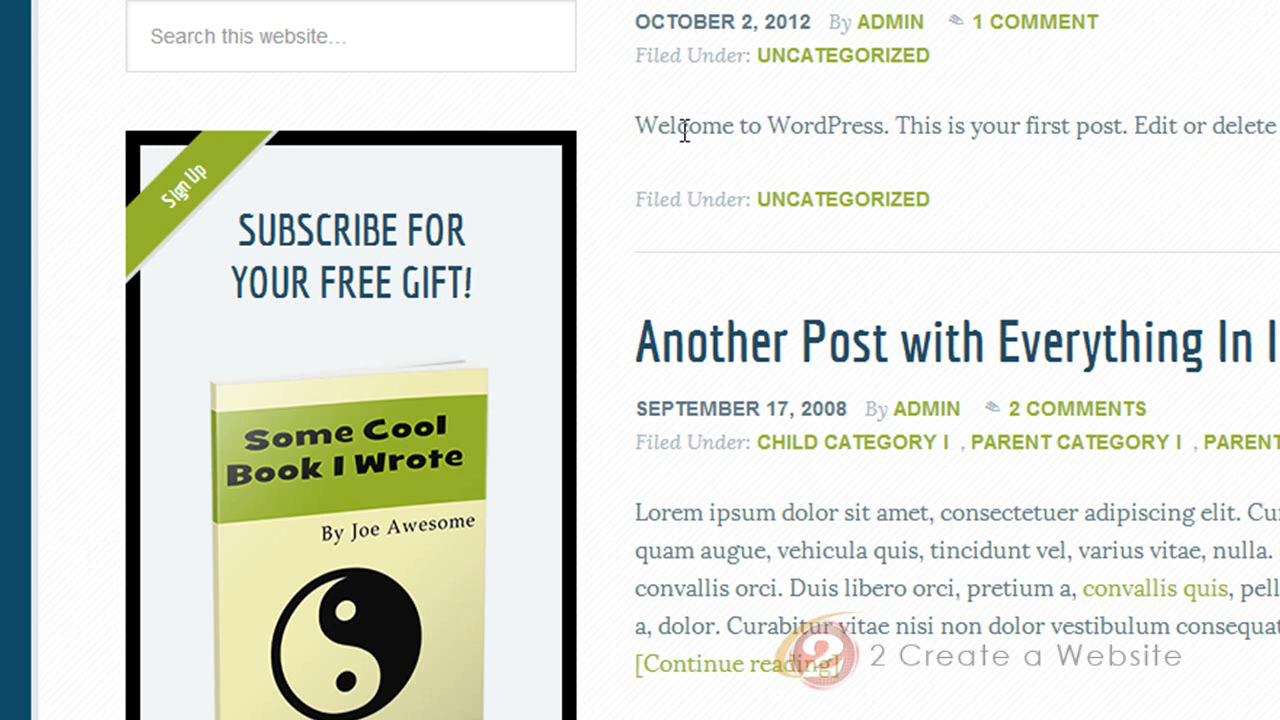 Search this website...
Sign Up
SUBSCRIBE FOR
YOUR FREE GIFT!
Some Cool
Book I Wrote
By Joe Awesome
OCTOBER 2, 2012 By ADMIN 1 COMMENT
Filed Under: UNCATEGORIZED
Welcome to WordPress. This is your first post. Edit or delete
Filed Under: UNCATEGORIZED
Another Post with Everything In
SEPTEMBER 17, 2008 By ADMIN 2 COMMENTS
Filed Under: CHILD CATEGORY I , PARENT CATEGORY I , PARENT
Lorem ipsum dolor sit amet, consectetuer adipiscing elit. Cu
quam augue, vehicula quis, tincidunt vel, varius vitae, nulla.
convallis orci. Duis libero orci, pretium a, convallis quis, pell
a, dolor. Curabitur vitae nisi non dolor vestibulum consequat
[Continue reading]
2 2 Create a Website